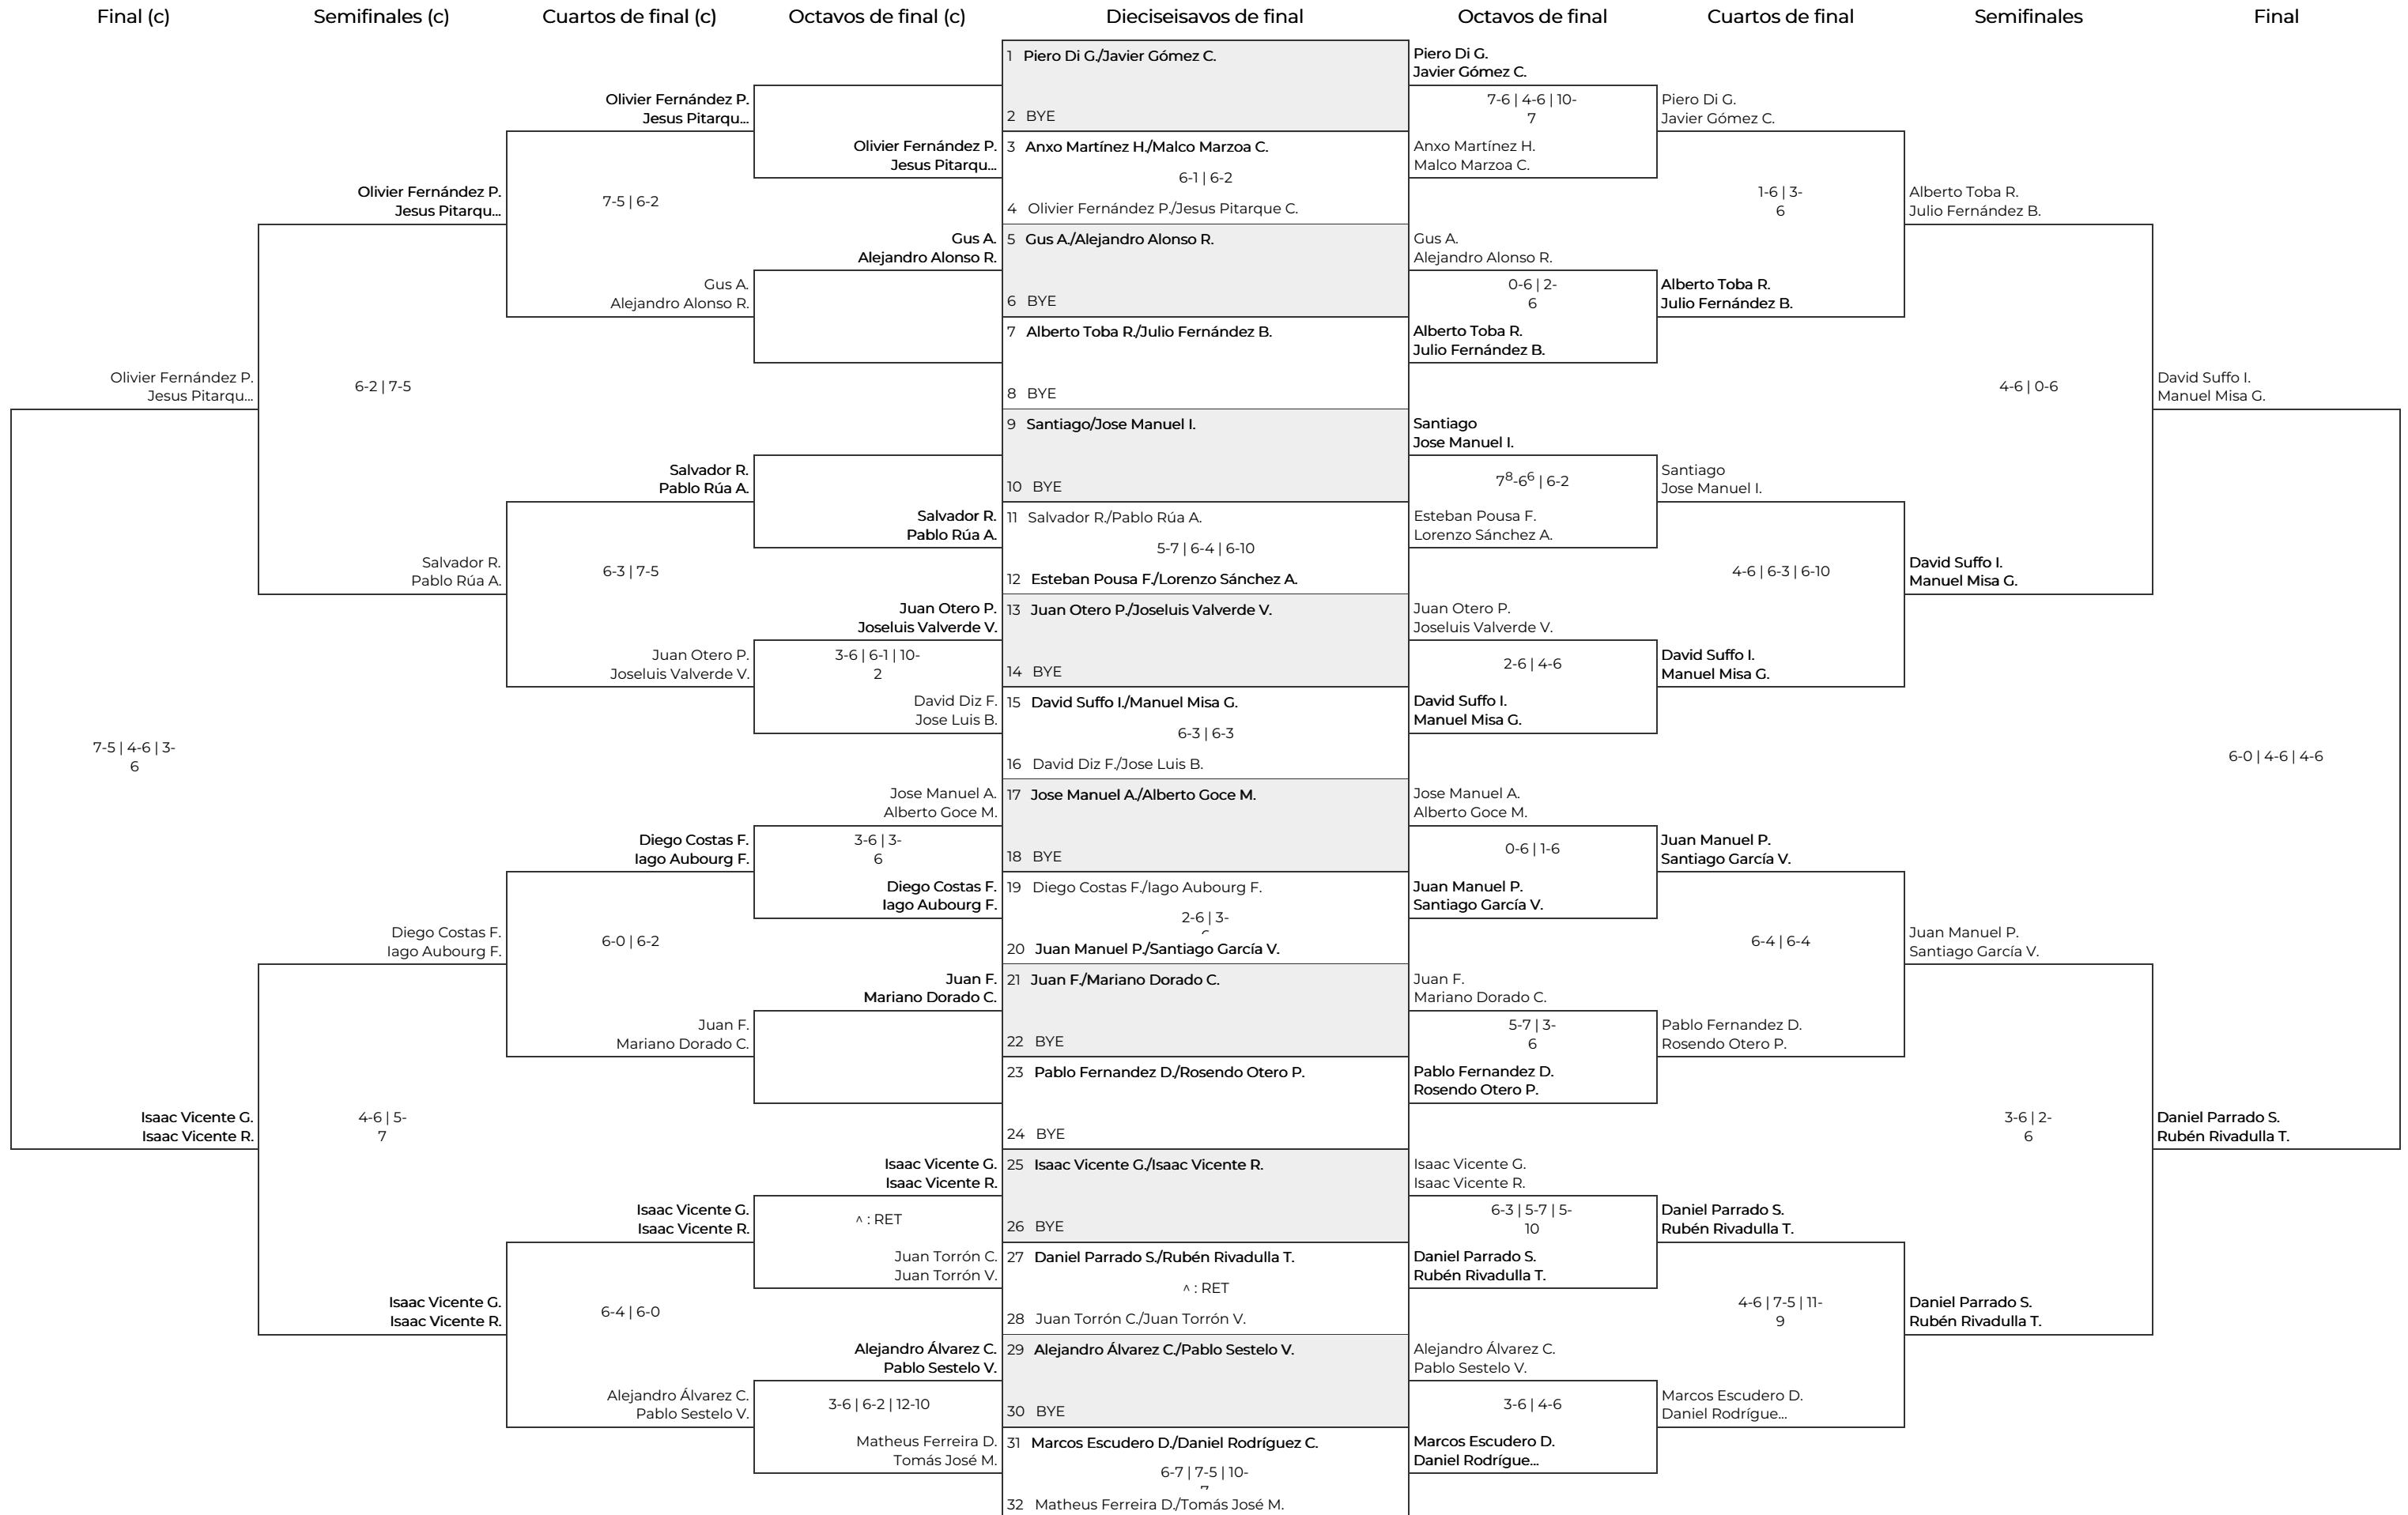 Final (c)
Semifinales (c)
Cuartos de final (c)
Octavos de final (c)
Dieciseisavos de final
Octavos de final
Cuartos de final
Semifinales
Final
Olivier Fernández P.
Jesus Pitarqu...
7-5 | 4-6 | 3-
6
Isaac Vicente G.
Isaac Vicente R.
Olivier Fernández P.
Jesus Pitarqu...
6-2 | 7-5
Salvador R.
Pablo Rúa A.
Diego Costas F.
Iago Aubourg F.
4-6 | 5-
7
Isaac Vicente G.
Isaac Vicente R.
Olivier Fernández P.
Jesus Pitarqu...
7-5 | 6-2
Gus A.
Alejandro Alonso R.
Salvador R.
Pablo Rúa A.
6-3 | 7-5
Juan Otero P.
Joseluis Valverde V.
Diego Costas F.
Iago Aubourg F.
6-0 | 6-2
Juan F.
Mariano Dorado C.
Isaac Vicente G.
Isaac Vicente R.
6-4 | 6-0
Alejandro Álvarez C.
Pablo Sestelo V.
Olivier Fernández P.
Jesus Pitarqu...
Gus A.
Alejandro Alonso R.
Salvador R.
Pablo Rúa A.
Juan Otero P.
Joseluis Valverde V.
3-6 | 6-1 | 10-
2
David Diz F.
Jose Luis B.
Jose Manuel A.
Alberto Goce M.
3-6 | 3-
6
Diego Costas F.
Iago Aubourg F.
Juan F.
Mariano Dorado C.
Isaac Vicente G.
Isaac Vicente R.
^ : RET
Juan Torrón C.
Juan Torrón V.
Alejandro Álvarez C.
Pablo Sestelo V.
3-6 | 6-2 | 12-10
Matheus Ferreira D.
Tomás José M.
1 Piero Di G./Javier Gómez C.
2 BYE
3 Anxo Martínez H./Malco Marzoa C.
6-1 | 6-2
4 Olivier Fernández P./Jesus Pitarque C.
5 Gus A./Alejandro Alonso R.
6 BYE
7 Alberto Toba R./Julio Fernández B.
8 BYE
9 Santiago/Jose Manuel I.
10 BYE
11 Salvador R./Pablo Rúa A.
5-7 | 6-4 | 6-10
12 Esteban Pousa F./Lorenzo Sánchez A.
13 Juan Otero P./Joseluis Valverde V.
14 BYE
15 David Suffo I./Manuel Misa G.
6-3 | 6-3
16 David Diz F./Jose Luis B.
17 Jose Manuel A./Alberto Goce M.
18 BYE
19 Diego Costas F./Iago Aubourg F.
2-6 | 3-
20 Juan Manuel P./Santiago García V.
21 Juan F./Mariano Dorado C.
22 BYE
23 Pablo Fernandez D./Rosendo Otero P.
24 BYE
25 Isaac Vicente G./Isaac Vicente R.
26 BYE
27 Daniel Parrado S./Rubén Rivadulla T.
^ : RET
28 Juan Torrón C./Juan Torrón V.
29 Alejandro Álvarez C./Pablo Sestelo V.
30 BYE
31 Marcos Escudero D./Daniel Rodríguez C.
6-7 | 7-5 | 10-
32 Matheus Ferreira D./Tomás José M.
Piero Di G.
Javier Gómez C.
7-6 | 4-6 | 10-
7
Anxo Martínez H.
Malco Marzoa C.
Gus A.
Alejandro Alonso R.
0-6 | 2-
6
Alberto Toba R.
Julio Fernández B.
Santiago
Jose Manuel I.
7⁸-6⁶ | 6-2
Esteban Pousa F.
Lorenzo Sánchez A.
Juan Otero P.
Joseluis Valverde V.
2-6 | 4-6
David Suffo I.
Manuel Misa G.
Jose Manuel A.
Alberto Goce M.
0-6 | 1-6
Juan Manuel P.
Santiago García V.
Juan F.
Mariano Dorado C.
5-7 | 3-
6
Pablo Fernandez D.
Rosendo Otero P.
Isaac Vicente G.
Isaac Vicente R.
6-3 | 5-7 | 5-
10
Daniel Parrado S.
Rubén Rivadulla T.
Alejandro Álvarez C.
Pablo Sestelo V.
3-6 | 4-6
Marcos Escudero D.
Daniel Rodrígue...
Piero Di G.
Javier Gómez C.
1-6 | 3-
6
Alberto Toba R.
Julio Fernández B.
Santiago
Jose Manuel I.
4-6 | 6-3 | 6-10
David Suffo I.
Manuel Misa G.
Juan Manuel P.
Santiago García V.
6-4 | 6-4
Pablo Fernandez D.
Rosendo Otero P.
Daniel Parrado S.
Rubén Rivadulla T.
4-6 | 7-5 | 11-
9
Marcos Escudero D.
Daniel Rodrígue...
Alberto Toba R.
Julio Fernández B.
4-6 | 0-6
David Suffo I.
Manuel Misa G.
Juan Manuel P.
Santiago García V.
3-6 | 2-
6
Daniel Parrado S.
Rubén Rivadulla T.
David Suffo I.
Manuel Misa G.
6-0 | 4-6 | 4-6
Daniel Parrado S.
Rubén Rivadulla T.